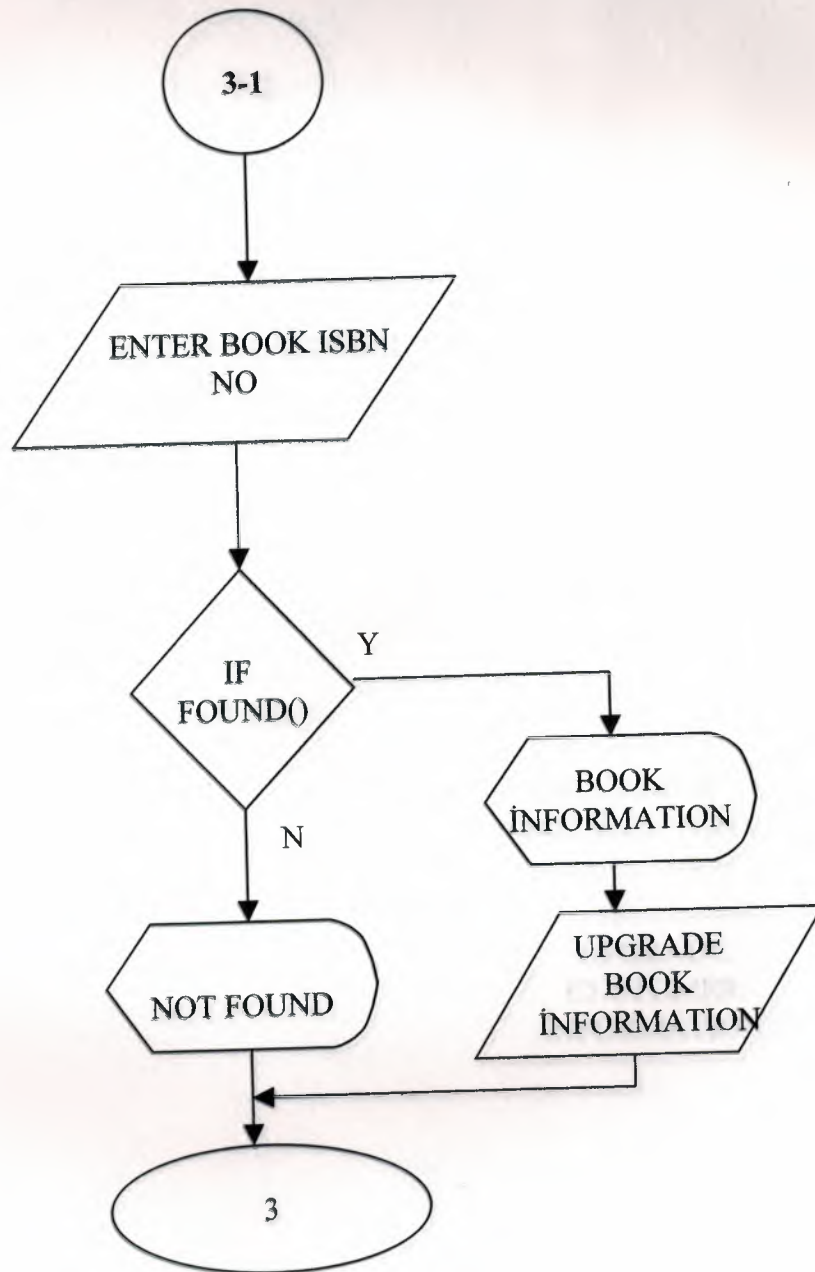 3-1
ENTER BOOK ISBN
NO
IF
FOUND()
Y
N
BOOK
İNFORMATION
UPGRADE
BOOK
İNFORMATION
NOT FOUND
3